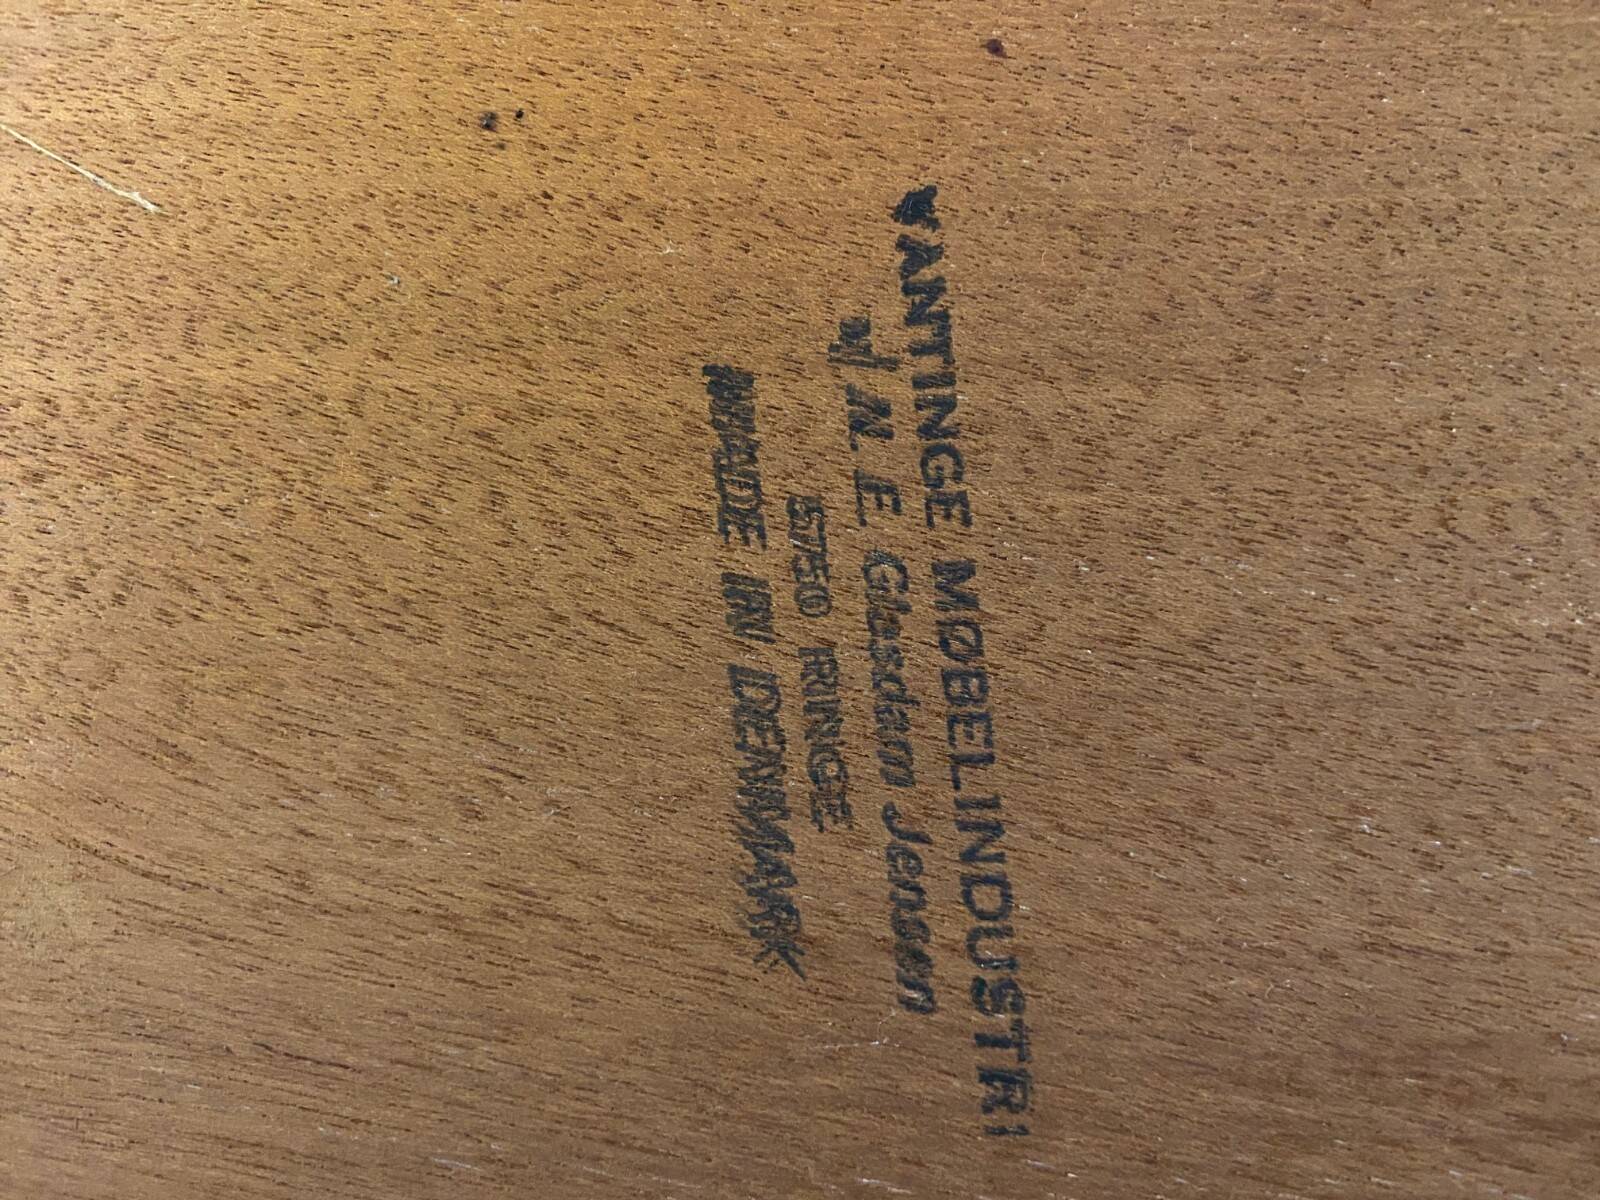 VANTINGE MØBELINDUSTRI
v/ N. E. Glasdam Jensen
5750 RINGE
MADE IN DENMARK